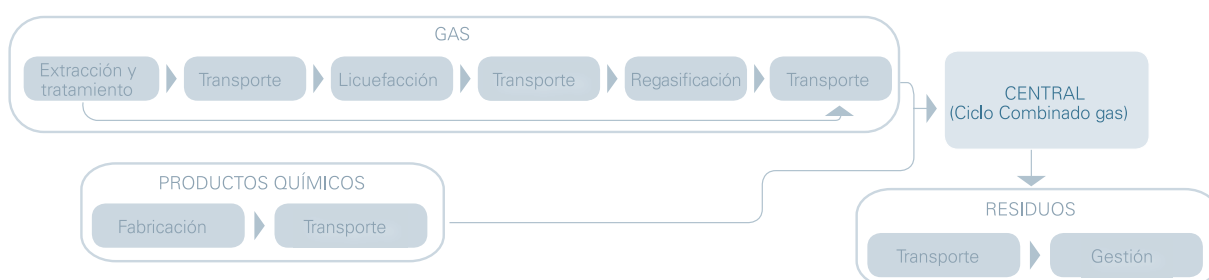 GAS
Extracción y
tratamiento
Transporte
Licuefacción
Transporte
Regasificación
Transporte
CENTRAL
(Ciclo Combinado gas)
PRODUCTOS QUÍMICOS
Fabricación
Transporte
RESIDUOS
Transporte
Gestión